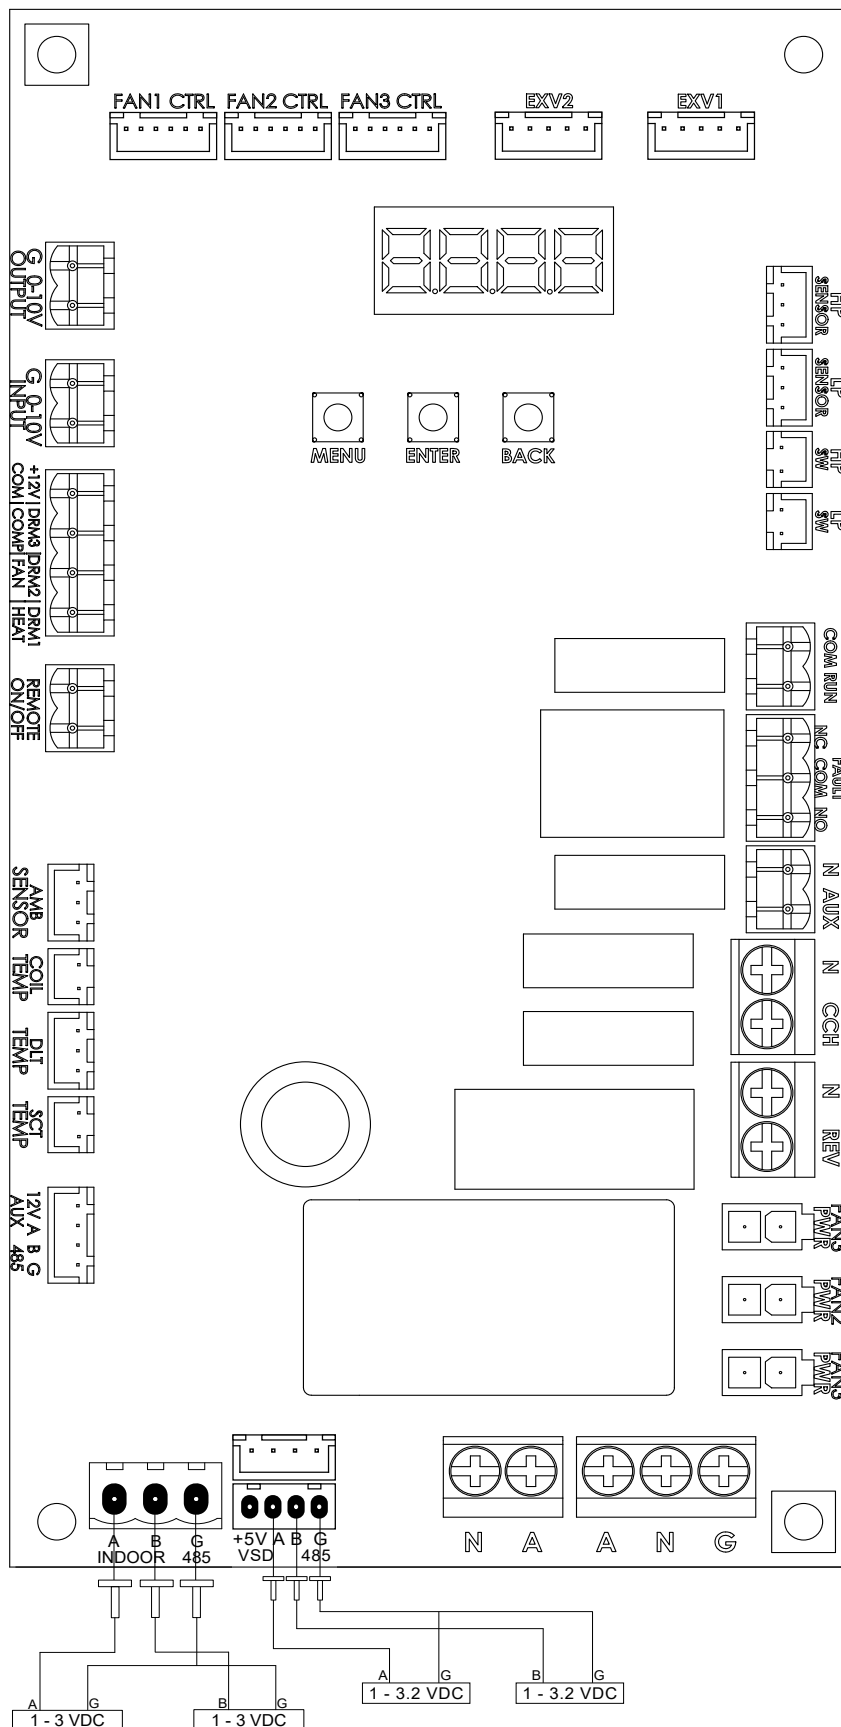 FAN1 CTRL FAN2 CTRL FAN3 CTRL EXV2 EXV1
G 0-10V
OUTPUT
HP
SENSOR
G 0-10V
INPUT
LP
SENSOR
MENU ENTER BACK
HP
SW
+12V | DRM3 | DRM2 | DRM1
COM | COMP | FAN | HEAT
LP
SW
COM RUN
REMOTE
ON/OFF
FAULT
NC COM NO
AMB
SENSOR
N AUX
COIL
TEMP
N CCH
DLT
TEMP
SCT
TEMP
N REV
12V A B G
AUX 485
FAN3
PWR
FAN2
PWR
FAN3
PWR
A B G
INDOOR 485
+5V A B G
VSD 485
N A A N G
A G
1 - 3.2 VDC
B G
1 - 3.2 VDC
A G
1 - 3 VDC
B G
1 - 3 VDC